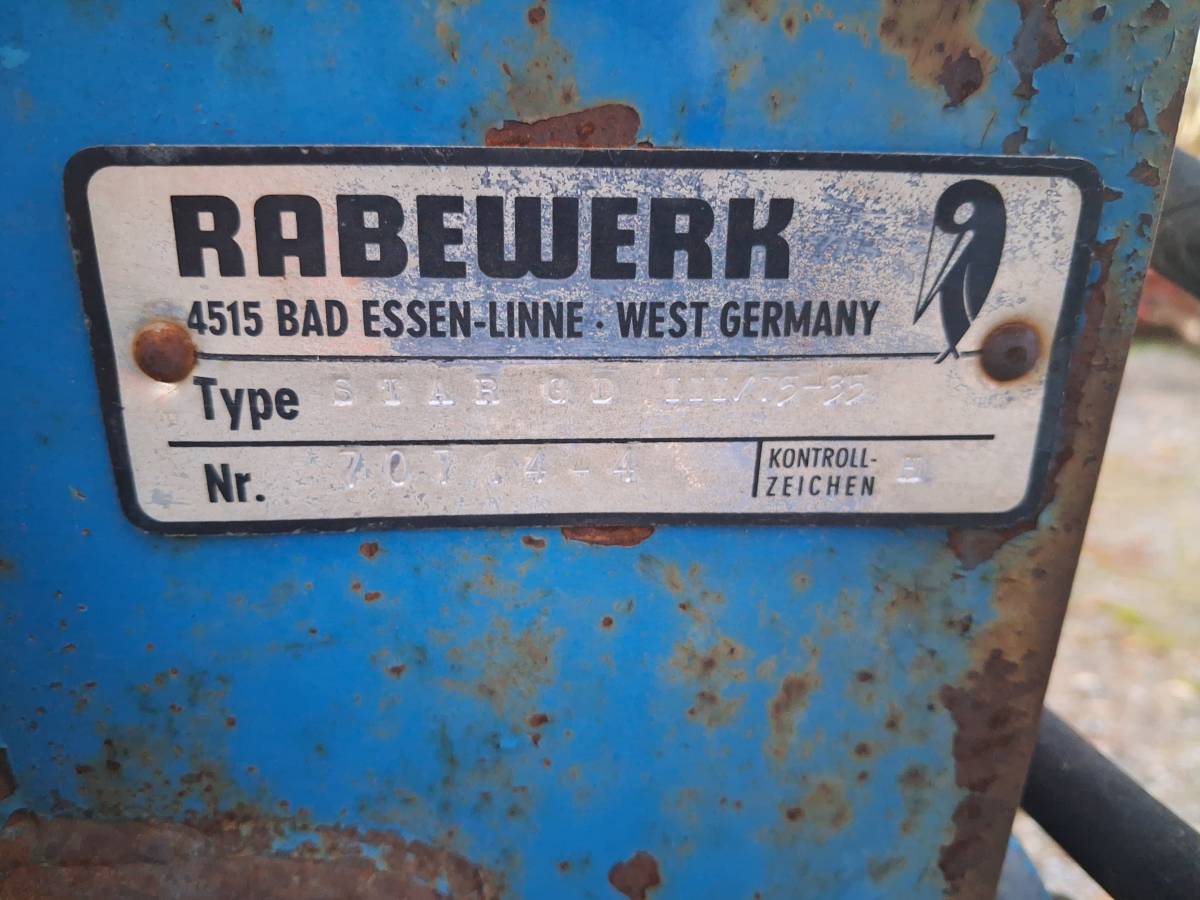 RABEWERK
4515 BAD ESSEN-LINNE · WEST GERMANY
Type STAR GD
Nr.
KONTROLL-
ZEICHEN